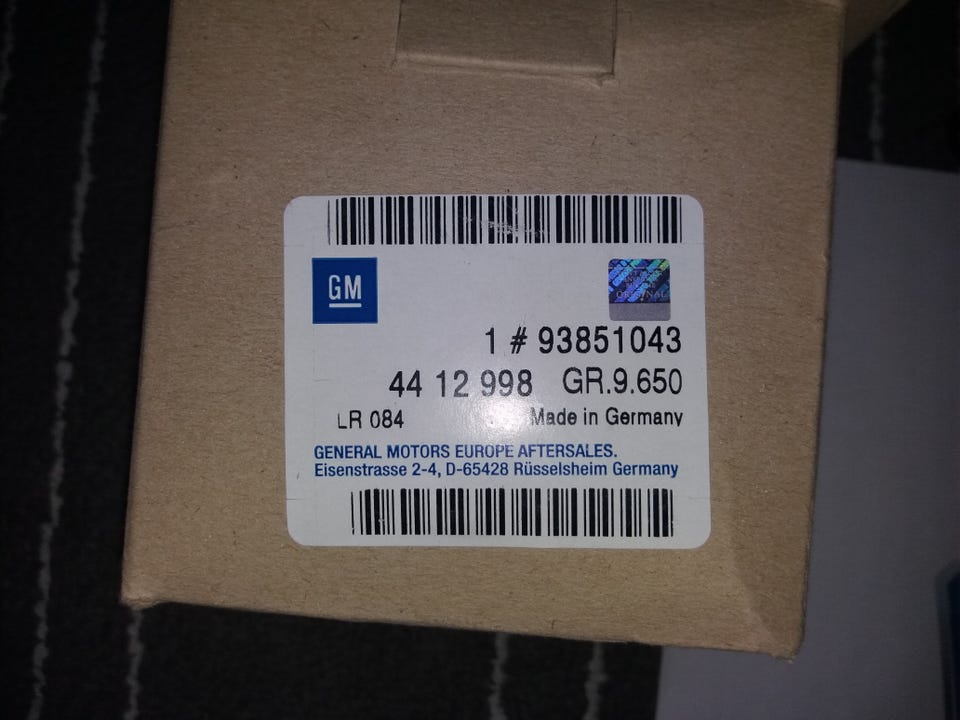 GM
ORIGINAL
1 # 93851043
44 12 998 GR.9.650
LR 084 Made in Germany
GENERAL MOTORS EUROPE AFTERSALES.
Eisenstrasse 2-4, D-65428 Rüsselsheim Germany